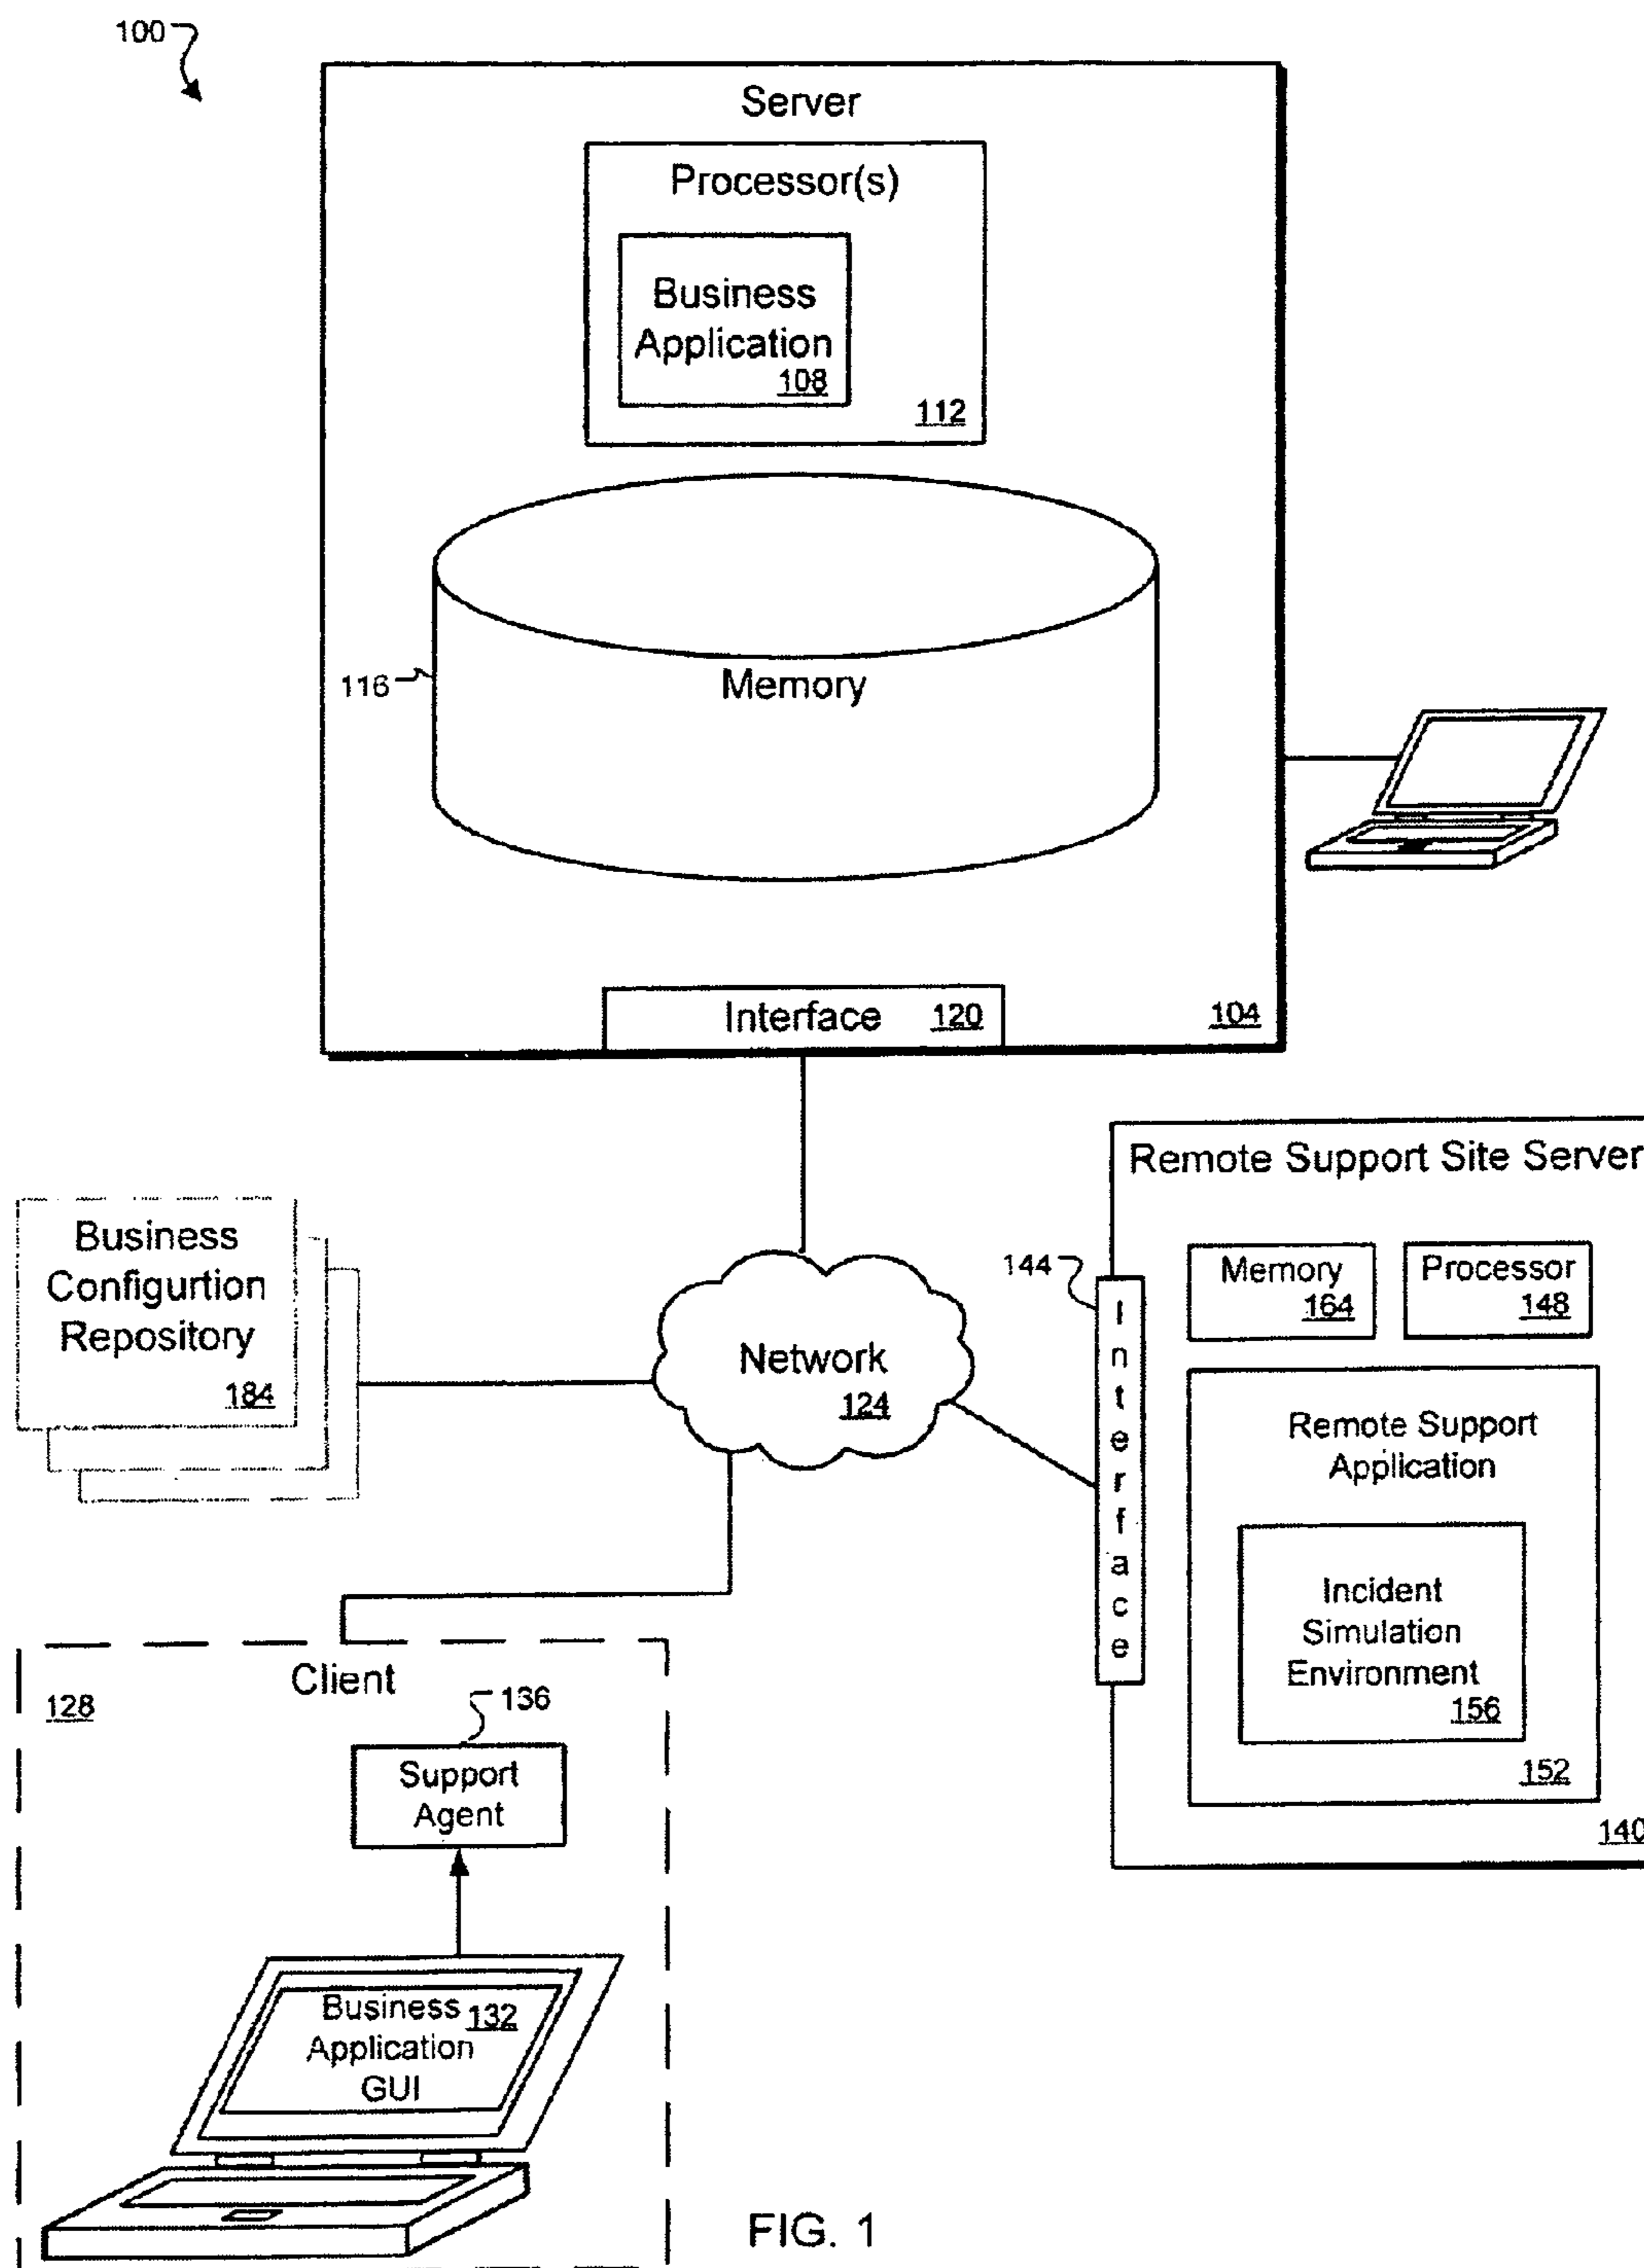 100
Server
Processor(s)
Business
Application
108
112
116
Memory
Interface 120
104
Remote Support Site Server
Business
Configurtion
Repository
184
144
Interface
Memory
164
Processor
148
Network
124
Remote Support
Application
Incident
Simulation
Environment
156
152
140
Client
128
136
Support
Agent
Business 132
Application
GUI
FIG. 1